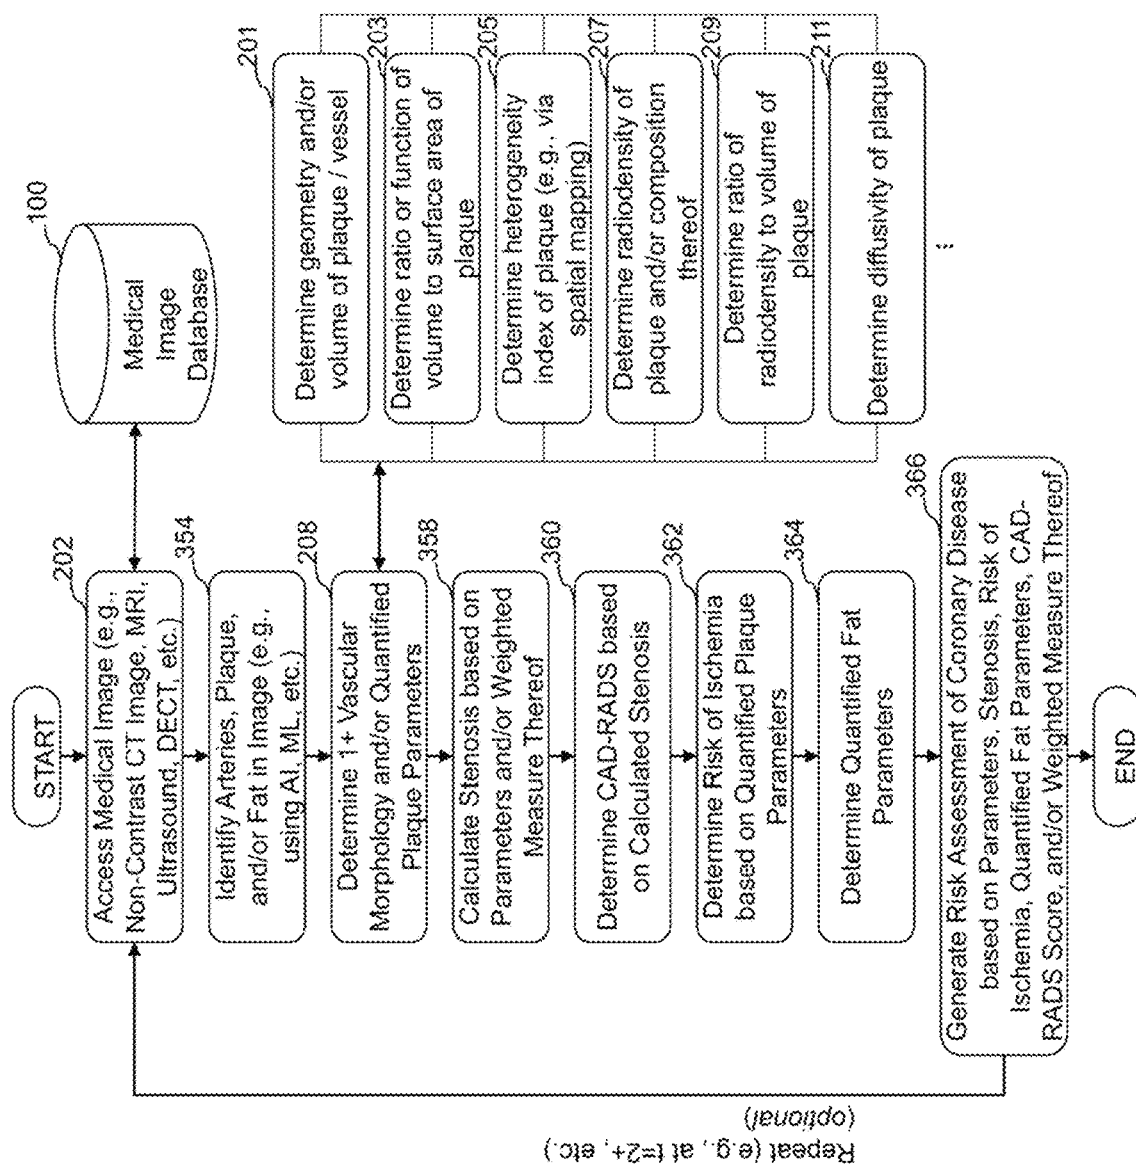 START
202
Access Medical Image (e.g.,
Non-Contrast CT Image, MRI,
Ultrasound, DECT, etc.)
100
Medical
Image
Database
354
Identify Arteries, Plaque,
and/or Fat in Image (e.g.,
using AI, ML, etc.)
208
Determine 1+ Vascular
Morphology and/or Quantified
Plaque Parameters
201
Determine geometry and/or
volume of plaque / vessel
203
Determine ratio or function of
volume to surface area of
plaque
205
Determine heterogeneity
index of plaque (e.g., via
spatial mapping)
207
Determine radiodensity of
plaque and/or composition
thereof
209
Determine ratio of
radiodensity to volume of
plaque
211
Determine diffusivity of plaque
...
358
Calculate Stenosis based on
Parameters and/or Weighted
Measure Thereof
360
Determine CAD-RADS based
on Calculated Stenosis
362
Determine Risk of Ischemia
based on Quantified Plaque
Parameters
364
Determine Quantified Fat
Parameters
366
Generate Risk Assessment of Coronary Disease
based on Parameters, Stenosis, Risk of
Ischemia, Quantified Fat Parameters, CAD-
RADS Score, and/or Weighted Measure Thereof
END
Repeat (e.g., at t=2+, etc.)
(optional)